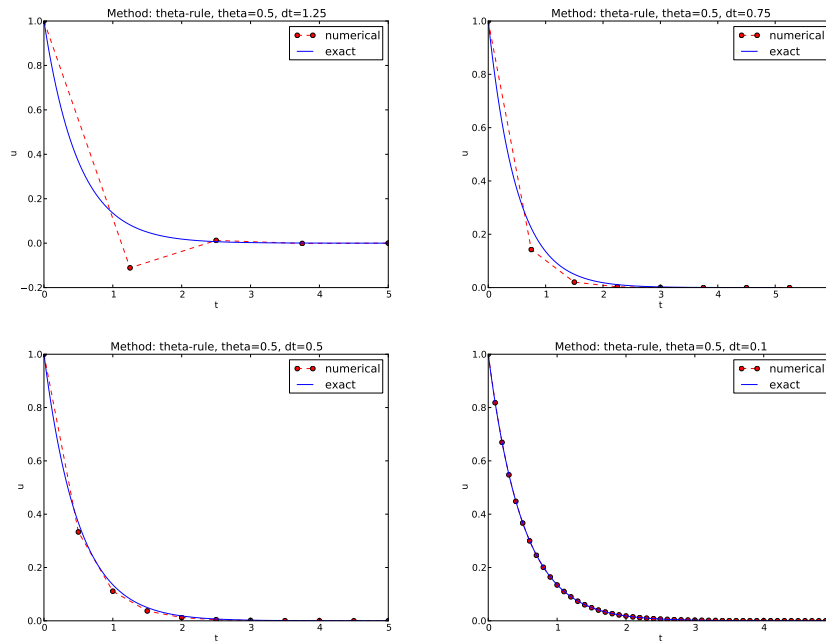 Method: theta-rule, theta=0.5, dt=1.25
numerical
exact
1.0
0.8
0.6
0.4
0.2
0.0
−0.2
u
0 1 2 3 4 5
t
Method: theta-rule, theta=0.5, dt=0.75
numerical
exact
1.0
0.8
0.6
0.4
0.2
0.0
u
0 1 2 3 4 5
t
Method: theta-rule, theta=0.5, dt=0.5
numerical
exact
1.0
0.8
0.6
0.4
0.2
0.0
u
0 1 2 3 4 5
t
Method: theta-rule, theta=0.5, dt=0.1
numerical
exact
1.0
0.8
0.6
0.4
0.2
0.0
u
0 1 2 3 4
t